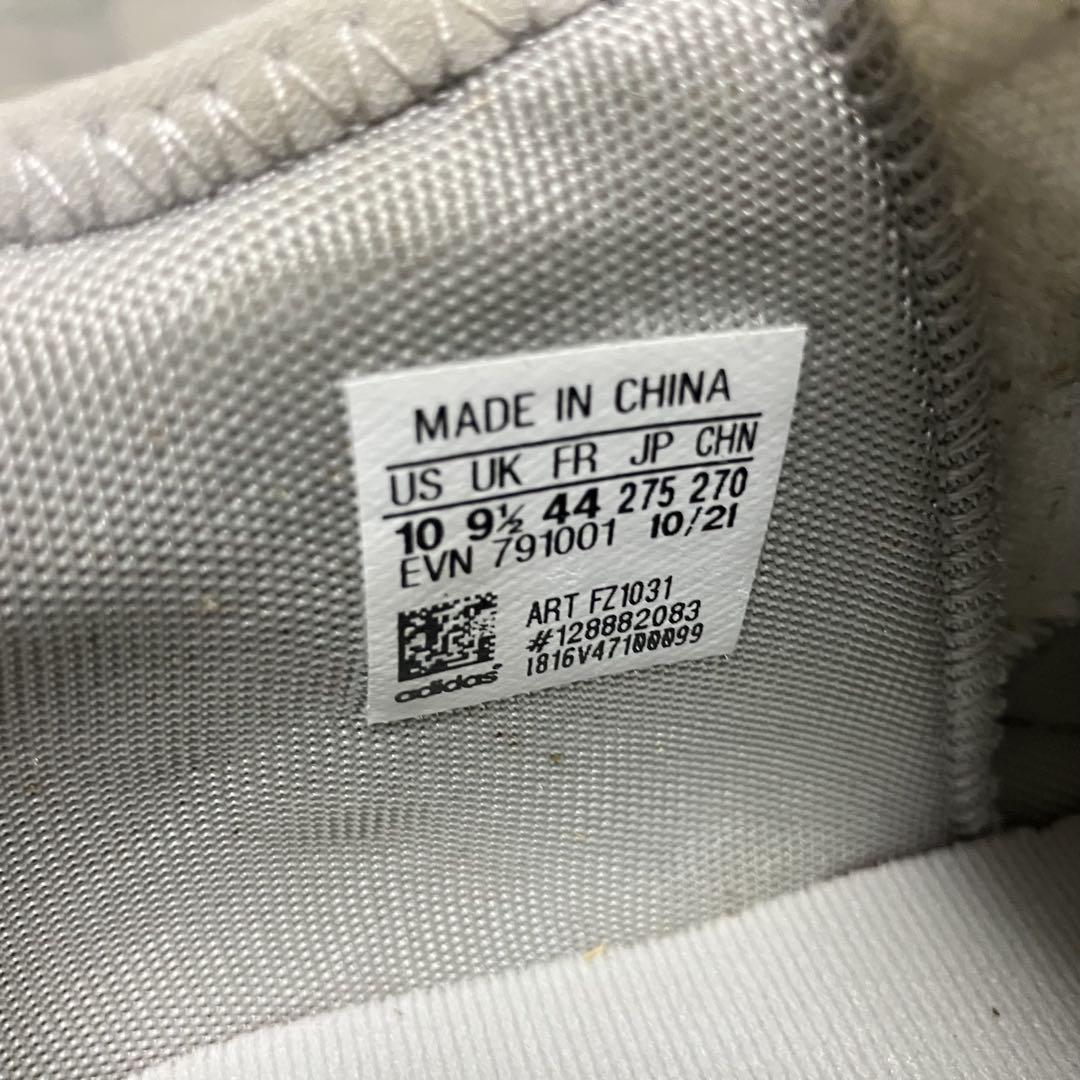 MADE IN CHINA
US UK FR JP CHN
10 9½ 44 275 270
EVN 791001 10/21
ART FZ1031
#128882083
1816V47100099
adidas